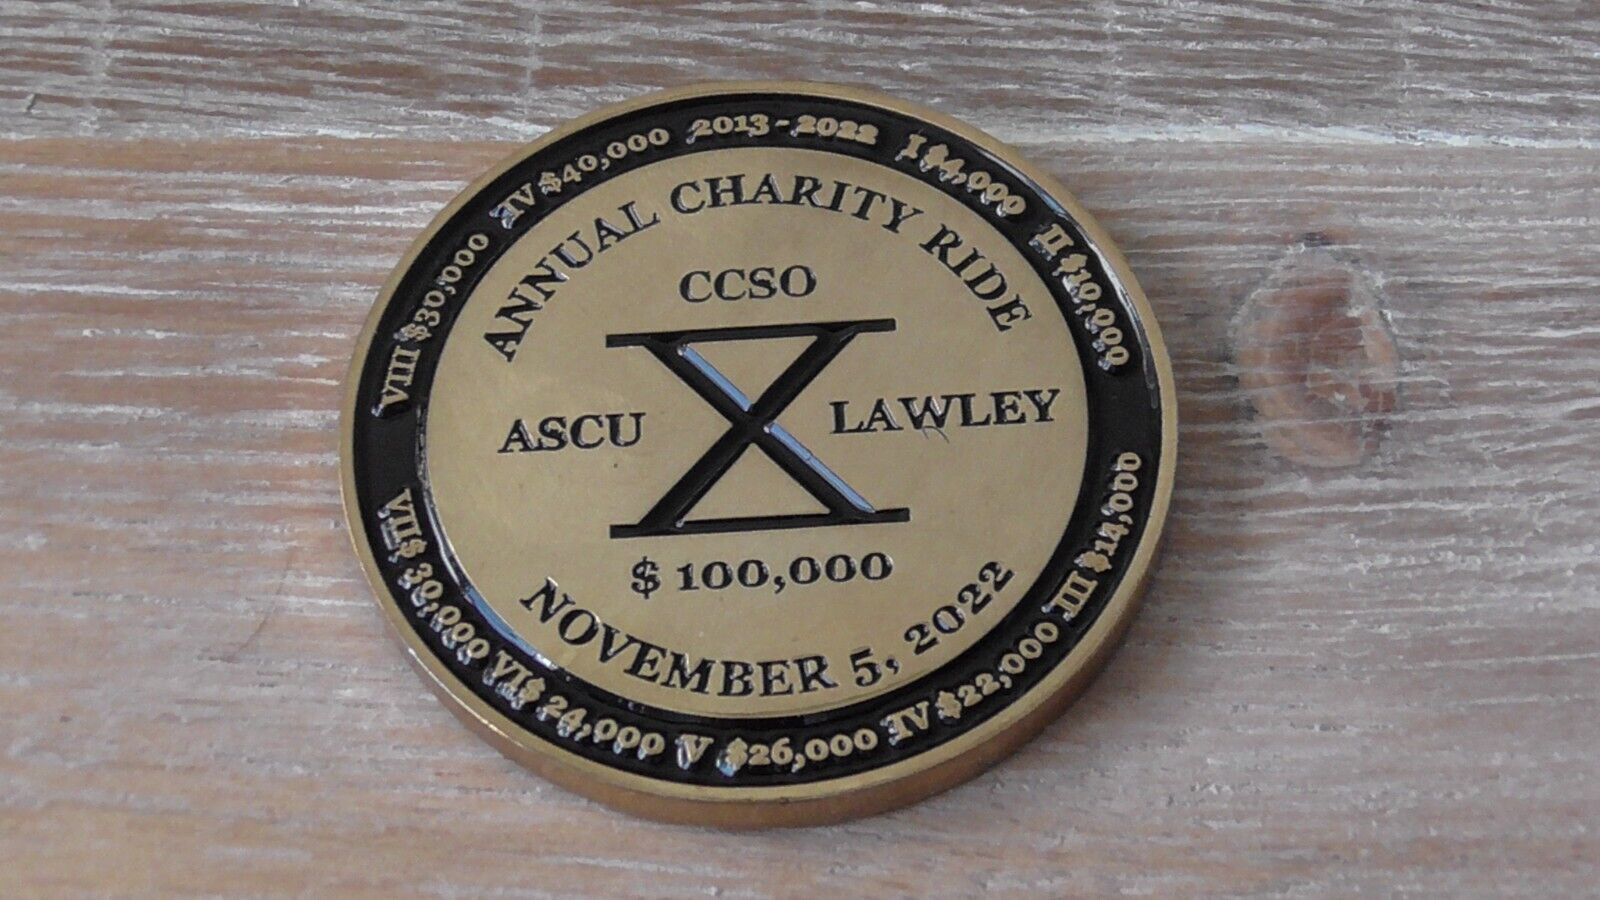 2013 - 2022 I $4,000 II $10,000 III $14,000 IV $22,000 V $26,000 VI $ 24,000 VII $ 30,000 VIII $30,000 IV $40,000
ANNUAL CHARITY RIDE
CCSO
ASCU X LAWLEY
$ 100,000
NOVEMBER 5, 2022